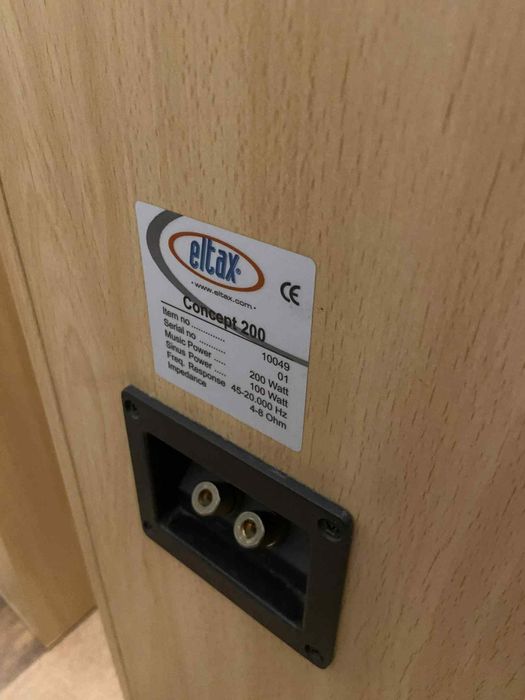 eltax
• www.eltax.com •
CE
Concept 200
Item no ............. 10049
Serial no ........... 01
Music Power ..... 200 Watt
Sinus Power ..... 100 Watt
Freq. Response 45-20.000 Hz
Impedance 4-8 Ohm